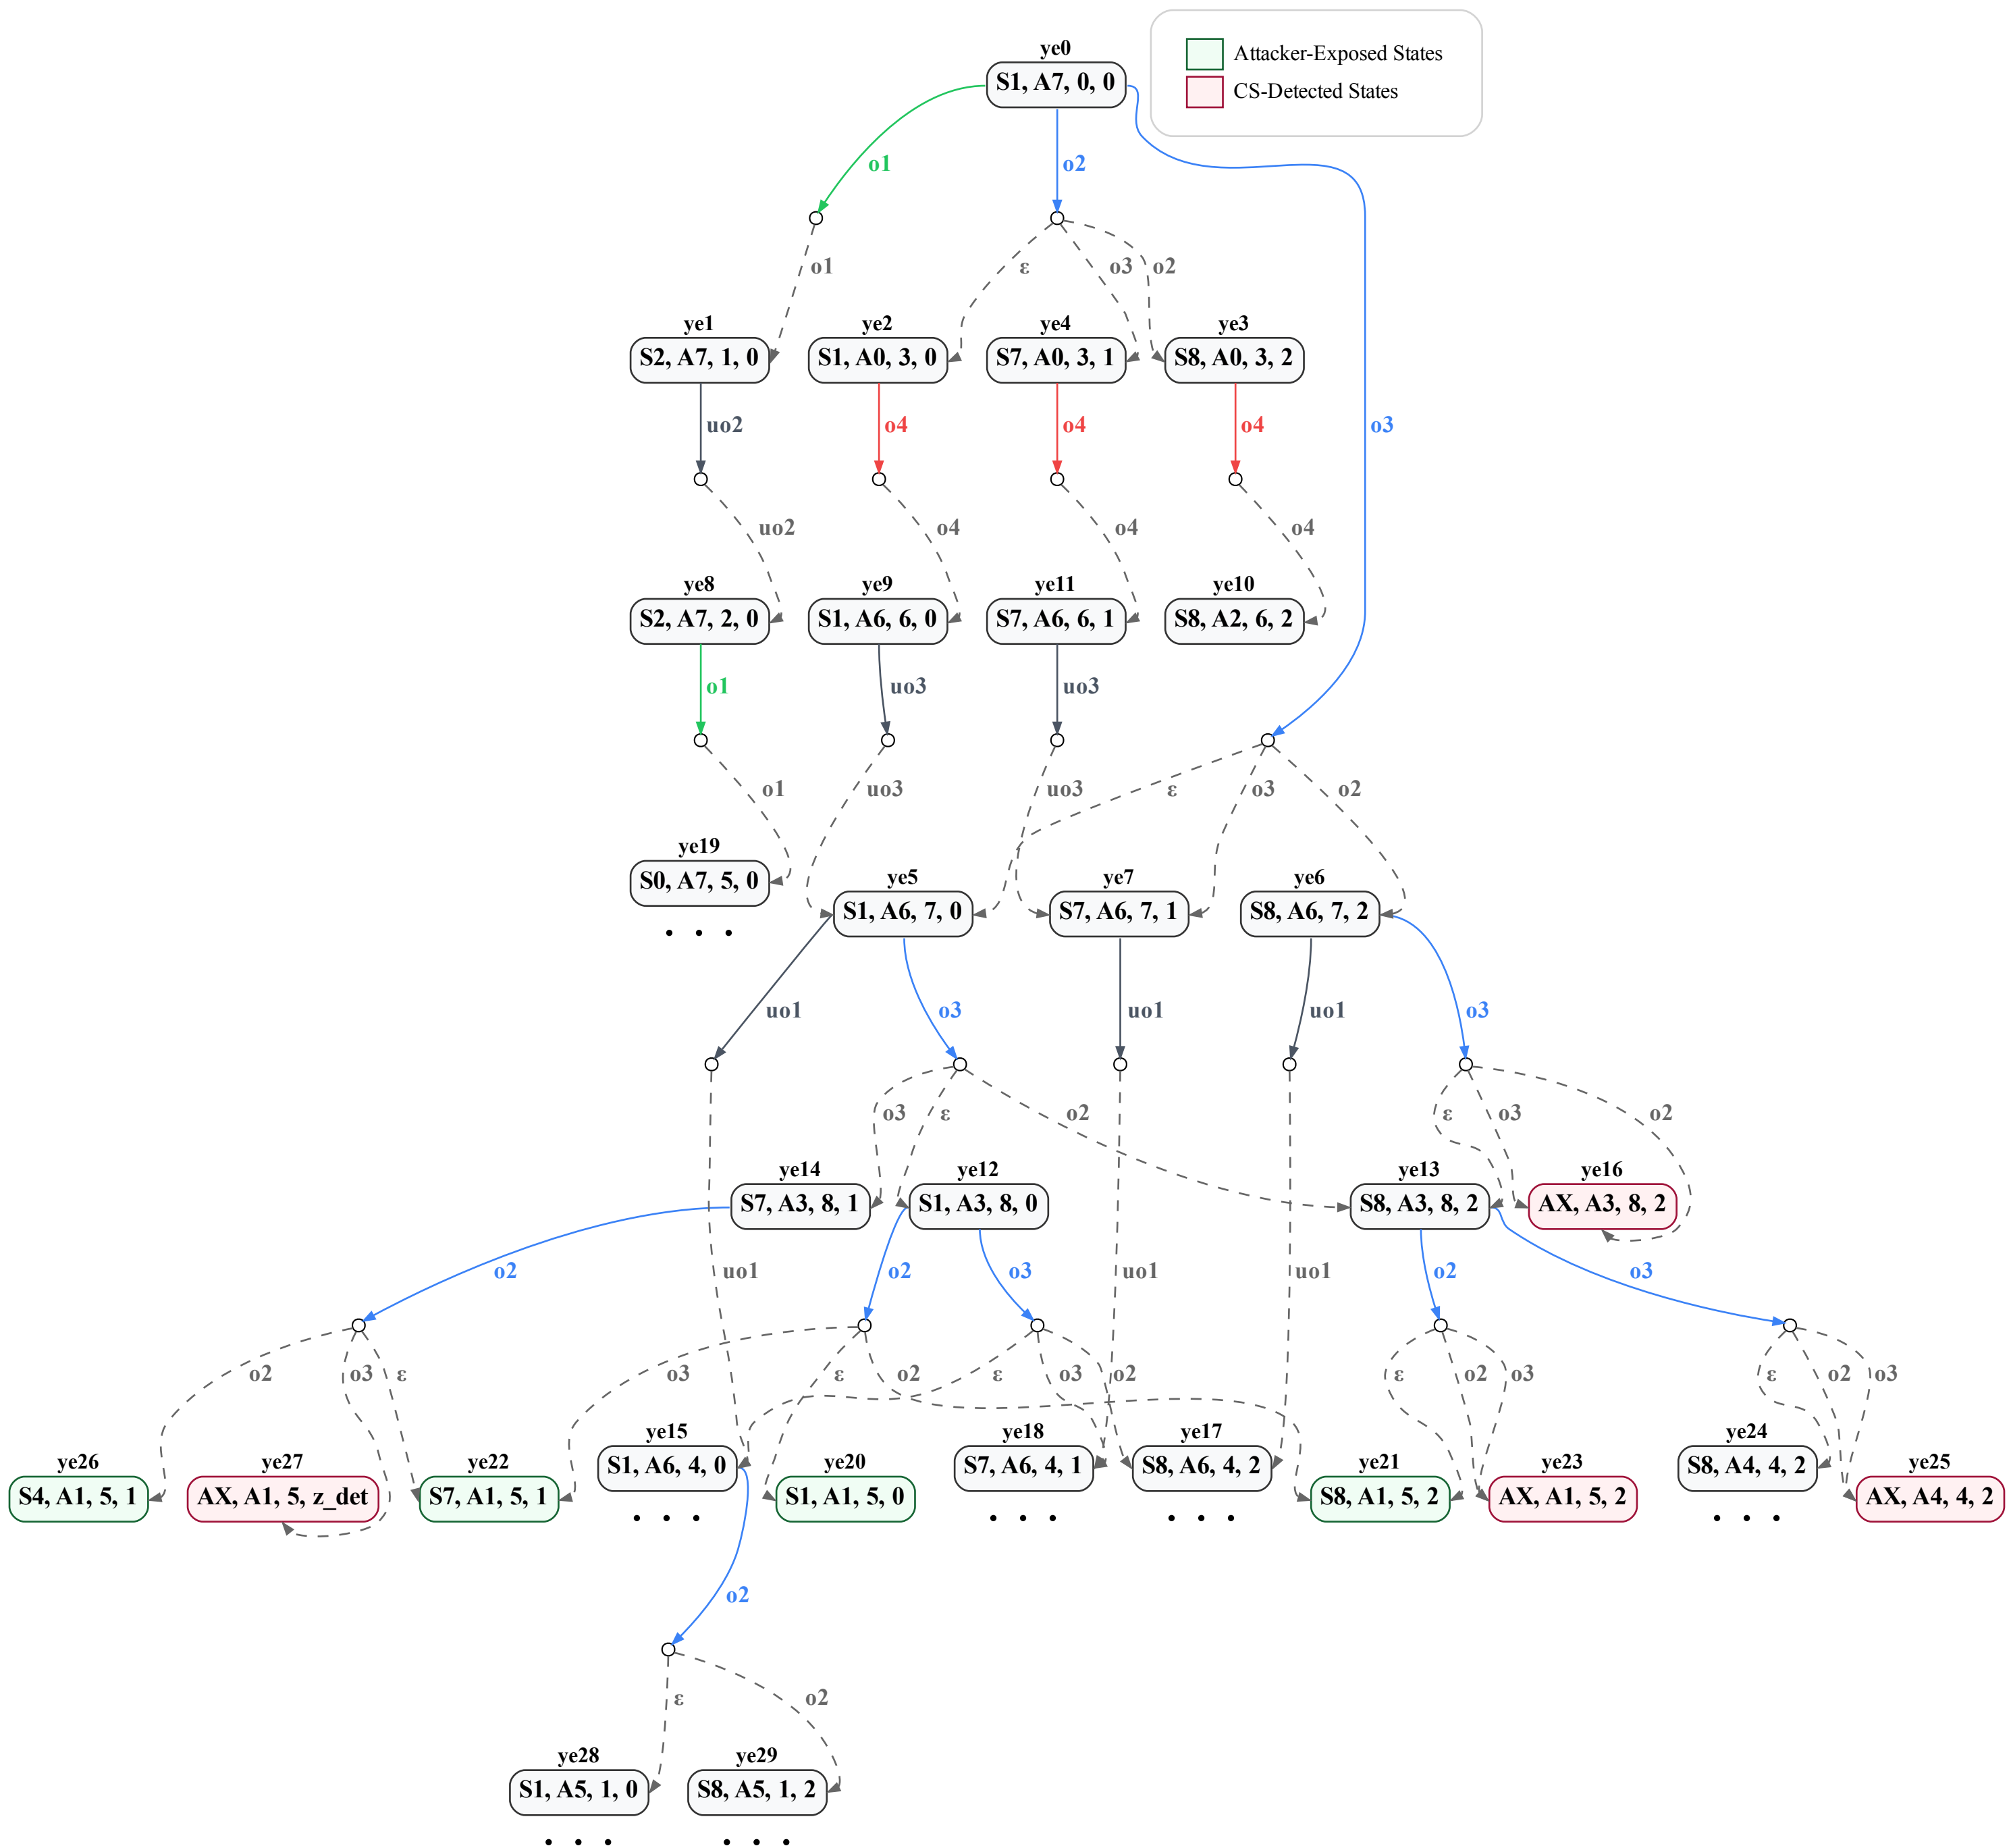 ye0
S1, A7, 0, 0
Attacker-Exposed States
CS-Detected States
o1
o2
o1
ε
o3
o2
ye1
ye2
ye4
ye3
S2, A7, 1, 0
S1, A0, 3, 0
S7, A0, 3, 1
S8, A0, 3, 2
uo2
o4
o4
o4
o3
uo2
o4
o4
o4
ye8
ye9
ye11
ye10
S2, A7, 2, 0
S1, A6, 6, 0
S7, A6, 6, 1
S8, A2, 6, 2
o1
uo3
uo3
o1
uo3
uo3
ε
o3
o2
ye19
S0, A7, 5, 0
. . .
ye5
ye7
ye6
S1, A6, 7, 0
S7, A6, 7, 1
S8, A6, 7, 2
uo1
o3
uo1
uo1
o3
o3
ε
o2
ε
o3
o2
ye14
ye12
ye13
ye16
S7, A3, 8, 1
S1, A3, 8, 0
S8, A3, 8, 2
AX, A3, 8, 2
o2
uo1
o2
o3
uo1
uo1
o2
o3
o2
o3
ε
o3
ε
o2
ε
o3
o2
ε
o2
o3
ε
o2
o3
ye26
ye27
ye22
ye15
ye20
ye18
ye17
ye21
ye23
ye24
ye25
S4, A1, 5, 1
AX, A1, 5, z_det
S7, A1, 5, 1
S1, A6, 4, 0
S1, A1, 5, 0
S7, A6, 4, 1
S8, A6, 4, 2
S8, A1, 5, 2
AX, A1, 5, 2
S8, A4, 4, 2
AX, A4, 4, 2
. . .
. . .
. . .
. . .
. . .
o2
ε
o2
ye28
ye29
S1, A5, 1, 0
S8, A5, 1, 2
. . .
. . .